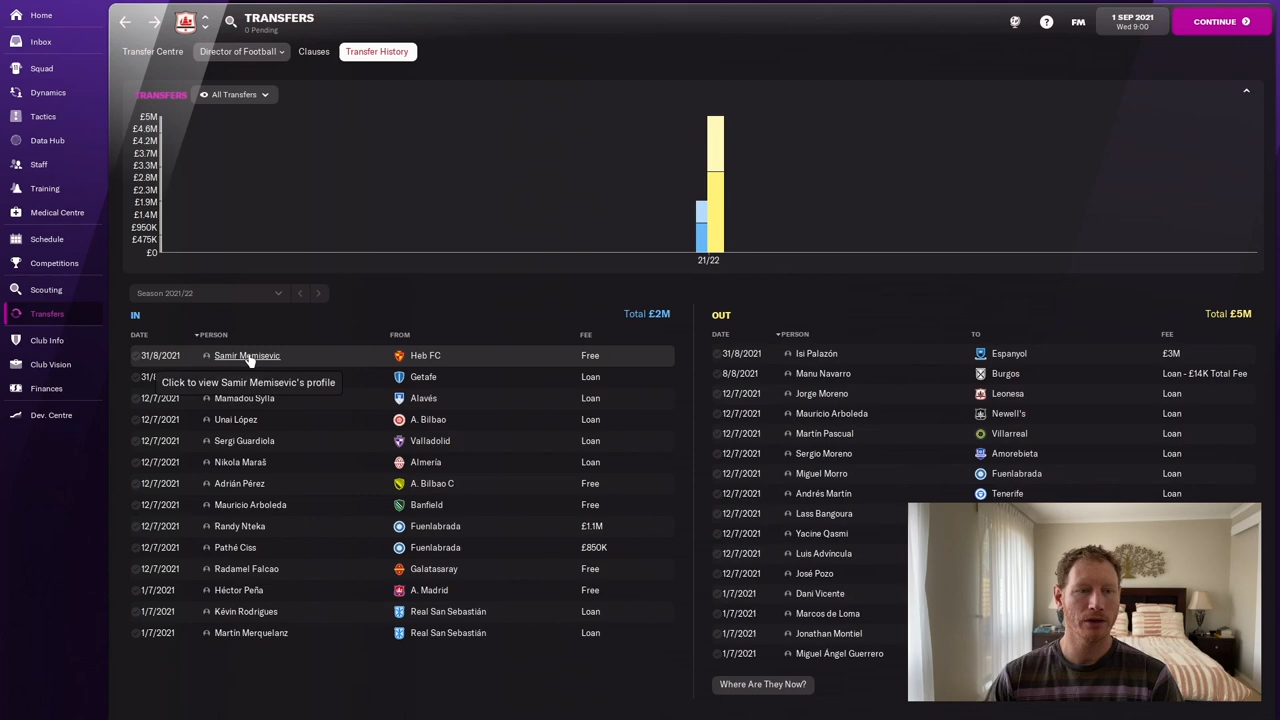 TRANSFERS
0 Pending
FM
1 SEP 2021
Wed 9:00
CONTINUE
Home
Inbox
Squad
Dynamics
Tactics
Data Hub
Staff
Training
Medical Centre
Schedule
Competitions
Scouting
Transfers
Club Info
Club Vision
Finances
Dev. Centre
Transfer Centre Director of Football Clauses Transfer History
TRANSFERS All Transfers
£5M
£4.6M
£4.2M
£3.7M
£3.3M
£2.8M
£2.3M
£1.9M
£1.4M
£950K
£475K
£0
21/22
Season 2021/22
IN Total £2M
DATE PERSON FROM FEE
31/8/2021 Samir Memisevic Heb FC Free
31/8 Getafe Loan
Click to view Samir Memisevic's profile
12/7/2021 Mamadou Sylla Alavés Loan
12/7/2021 Unai López A. Bilbao Loan
12/7/2021 Sergi Guardiola Valladolid Loan
12/7/2021 Nikola Maraš Almería Loan
12/7/2021 Adrián Pérez A. Bilbao C Free
12/7/2021 Mauricio Arboleda Banfield Free
12/7/2021 Randy Nteka Fuenlabrada £1.1M
12/7/2021 Pathé Ciss Fuenlabrada £850K
12/7/2021 Radamel Falcao Galatasaray Free
1/7/2021 Héctor Peña A. Madrid Free
1/7/2021 Kévin Rodrigues Real San Sebastián Loan
1/7/2021 Martín Merquelanz Real San Sebastián Loan
OUT Total £5M
DATE PERSON TO FEE
31/8/2021 Isi Palazón Espanyol £3M
8/8/2021 Manu Navarro Burgos Loan - £14K Total Fee
12/7/2021 Jorge Moreno Leonesa Loan
12/7/2021 Mauricio Arboleda Newell's Loan
12/7/2021 Martín Pascual Villarreal Loan
12/7/2021 Sergio Moreno Amorebieta Loan
12/7/2021 Miguel Morro Fuenlabrada Loan
12/7/2021 Andrés Martín Tenerife Loan
12/7/2021 Lass Bangoura
12/7/2021 Yacine Qasmi
12/7/2021 Luis Advíncula
12/7/2021 José Pozo
1/7/2021 Dani Vicente
1/7/2021 Marcos de Loma
1/7/2021 Jonathan Montiel
1/7/2021 Miguel Ángel Guerrero
Where Are They Now?